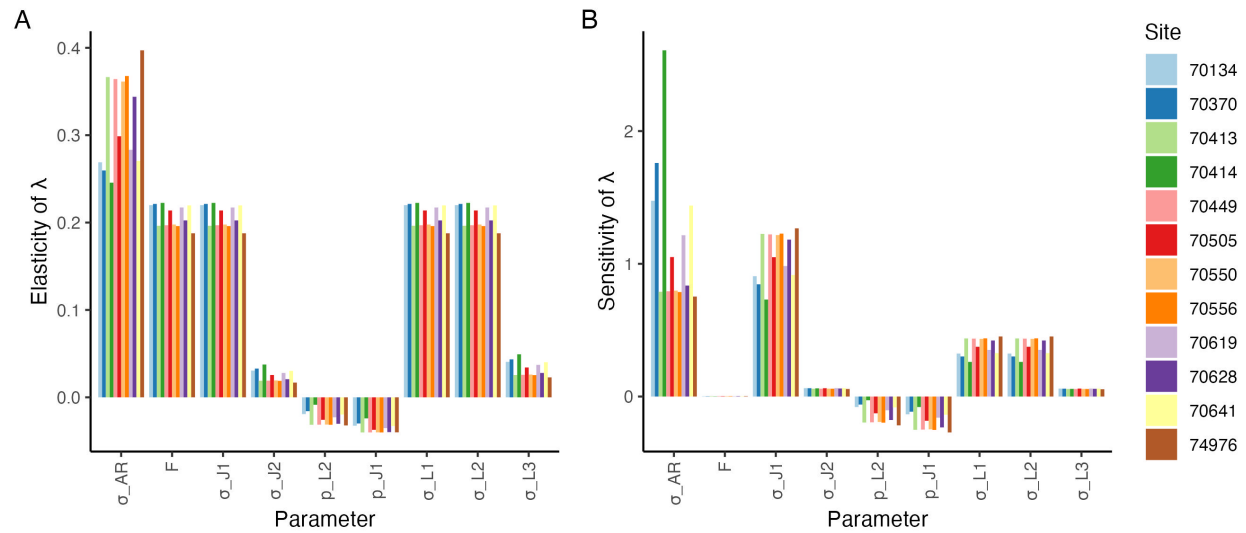 A
Elasticity of λ
0.4
0.3
0.2
0.1
0.0
σ_AR
F
σ_J1
σ_J2
p_L2
p_J1
σ_L1
σ_L2
σ_L3
Parameter
B
Sensitivity of λ
2
1
0
σ_AR
F
σ_J1
σ_J2
p_L2
p_J1
σ_L1
σ_L2
σ_L3
Parameter
Site
70134
70370
70413
70414
70449
70505
70550
70556
70619
70628
70641
74976